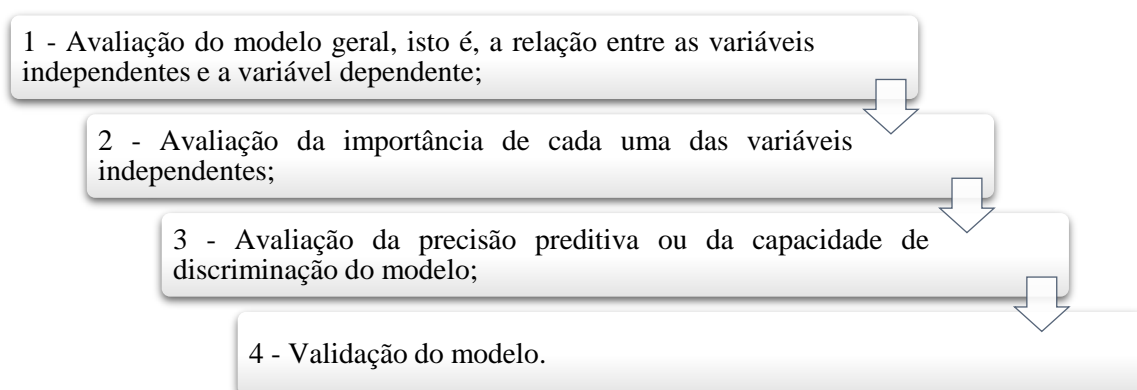 1 - Avaliação do modelo geral, isto é, a relação entre as variáveis
independentes e a variável dependente;
2 - Avaliação da importância de cada uma das variáveis
independentes;
3 - Avaliação da precisão preditiva ou da capacidade de
discriminação do modelo;
4 - Validação do modelo.